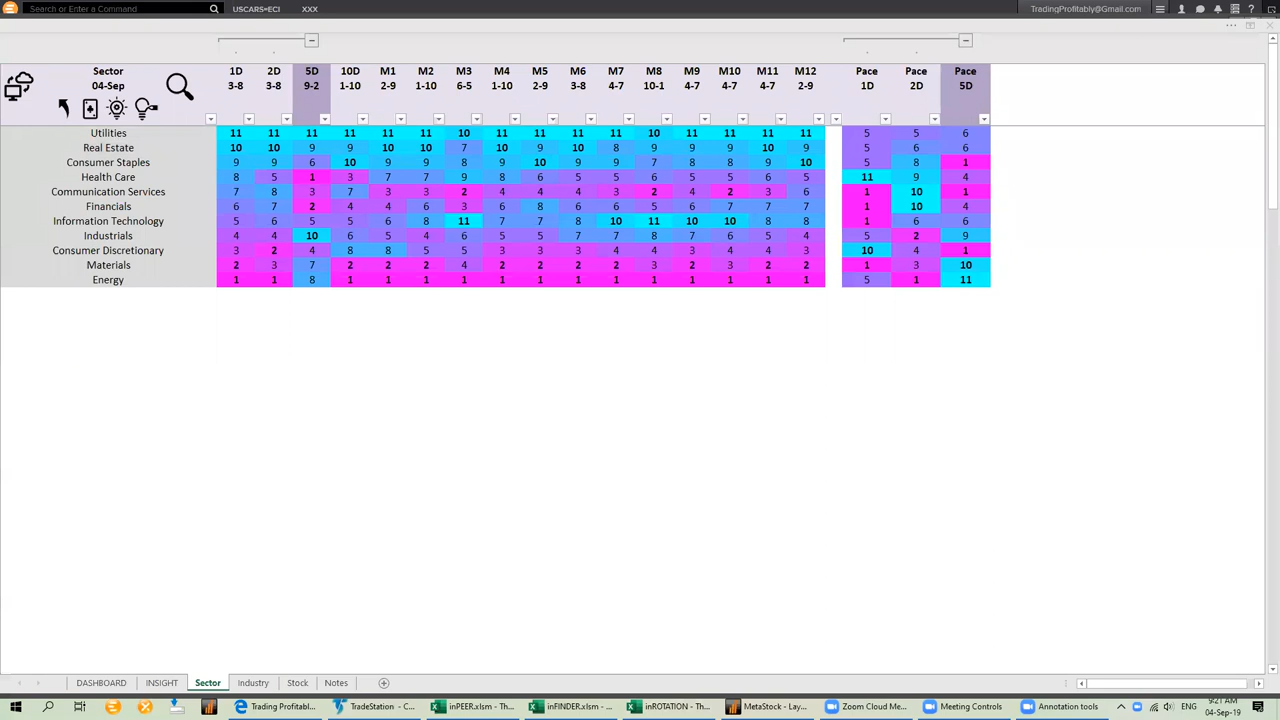 Search or Enter a Command USCARS=ECI XXX TradingProfitably@Gmail.com
Sector 1D 2D 5D 10D M1 M2 M3 M4 M5 M6 M7 M8 M9 M10 M11 M12 Pace Pace Pace
04-Sep 3-8 3-8 9-2 1-10 2-9 1-10 6-5 1-10 2-9 3-8 4-7 10-1 4-7 4-7 4-7 2-9 1D 2D 5D
Utilities 11 11 11 11 11 11 10 11 11 11 11 10 11 11 11 11 5 5 6
Real Estate 10 10 9 9 10 10 7 10 9 10 8 9 9 9 10 9 5 6 6
Consumer Staples 9 9 6 10 9 9 8 9 10 9 9 7 8 8 9 10 5 8 1
Health Care 8 5 1 3 7 7 9 8 6 5 5 6 5 5 6 5 11 9 4
Communication Services 7 8 3 7 3 3 2 4 4 4 3 2 4 2 3 6 1 10 1
Financials 6 7 2 4 4 6 3 6 8 6 6 5 6 7 7 7 1 10 4
Information Technology 5 6 5 5 6 8 11 7 7 8 10 11 10 10 8 8 1 6 6
Industrials 4 4 10 6 5 4 6 5 5 7 7 8 7 6 5 4 5 2 9
Consumer Discretionary 3 2 4 8 8 5 5 3 3 3 4 4 3 4 4 3 10 4 1
Materials 2 3 7 2 2 2 4 2 2 2 2 3 2 3 2 2 1 3 10
Energy 1 1 8 1 1 1 1 1 1 1 1 1 1 1 1 1 5 1 11
DASHBOARD INSIGHT Sector Industry Stock Notes
Trading Profitabl... TradeStation - C... inPEER.xlsm - Th... inFINDER.xlsm -... inROTATION - Th... MetaStock - Lay... Zoom Cloud Me... Meeting Controls Annotation tools ENG 9:21 AM
04-Sep-19